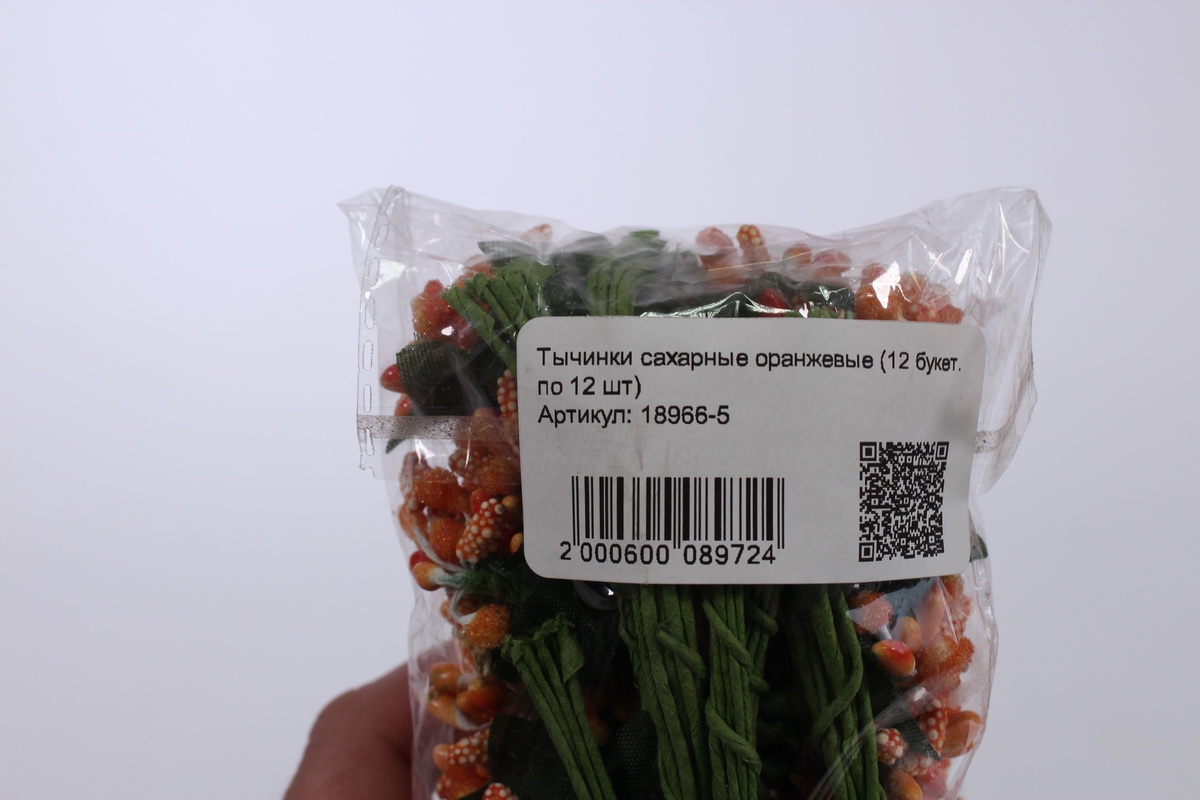 Тычинки сахарные оранжевые (12 букет.
по 12 шт)
Артикул: 18966-5
2 000600 089724